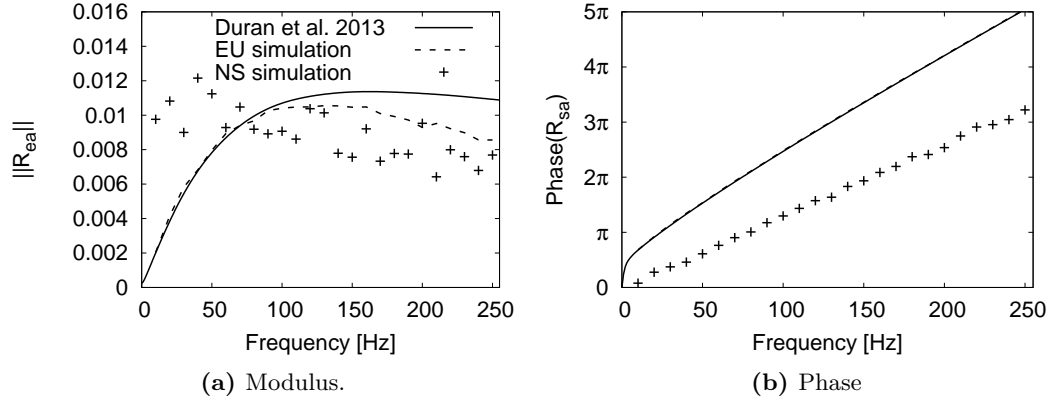 ||R_ea||
0.016
0.014
0.012
0.01
0.008
0.006
0.004
0.002
0
Duran et al. 2013
EU simulation
NS simulation
0 50 100 150 200 250
Frequency [Hz]
(a) Modulus.
Phase(R_sa)
5π
4π
3π
2π
π
0
0 50 100 150 200 250
Frequency [Hz]
(b) Phase